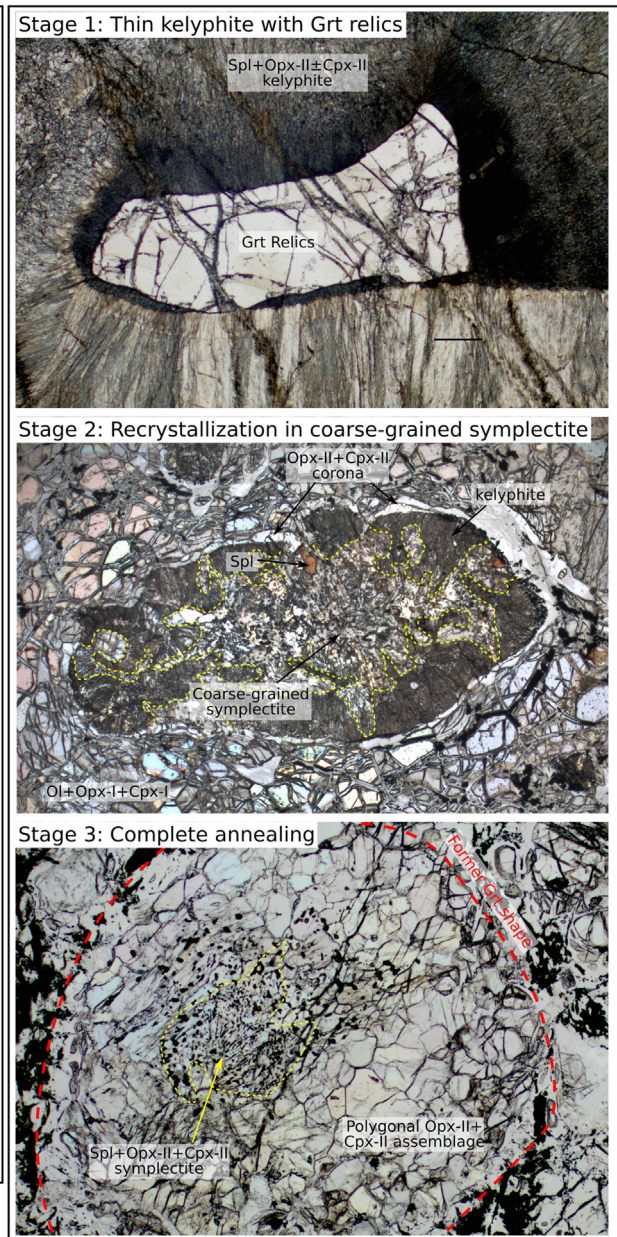 Stage 1: Thin kelyphite with Grt relics
Spl+Opx-II±Cpx-II
kelyphite
Grt Relics
Stage 2: Recrystallization in coarse-grained symplectite
Opx-II+Cpx-II
corona
kelyphite
Spl
Coarse-grained
symplectite
Ol+Opx-I+Cpx-I
Stage 3: Complete annealing
Former Grt shape
Polygonal Opx-II+
Cpx-II assemblage
Spl+Opx-II+Cpx-II
symplectite